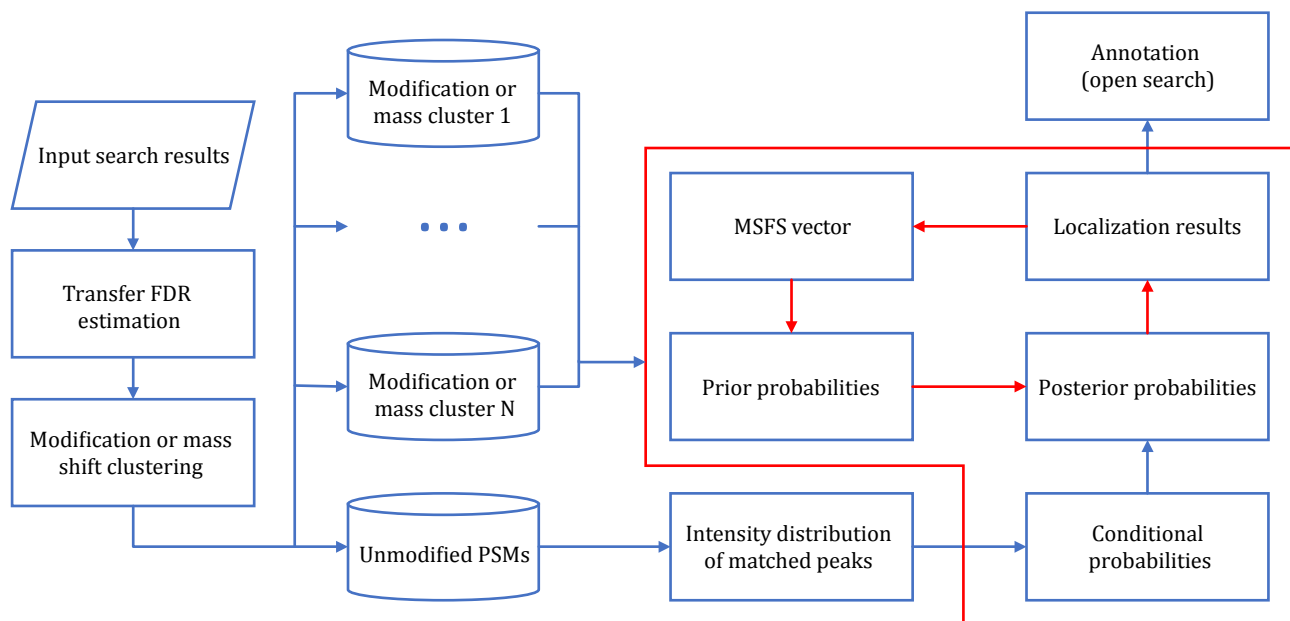 Input search results
Transfer FDR
estimation
Modification or mass
shift clustering
Modification or
mass cluster 1
Modification or
mass cluster N
Unmodified PSMs
MSFS vector
Prior probabilities
Intensity distribution
of matched peaks
Annotation
(open search)
Localization results
Posterior probabilities
Conditional
probabilities